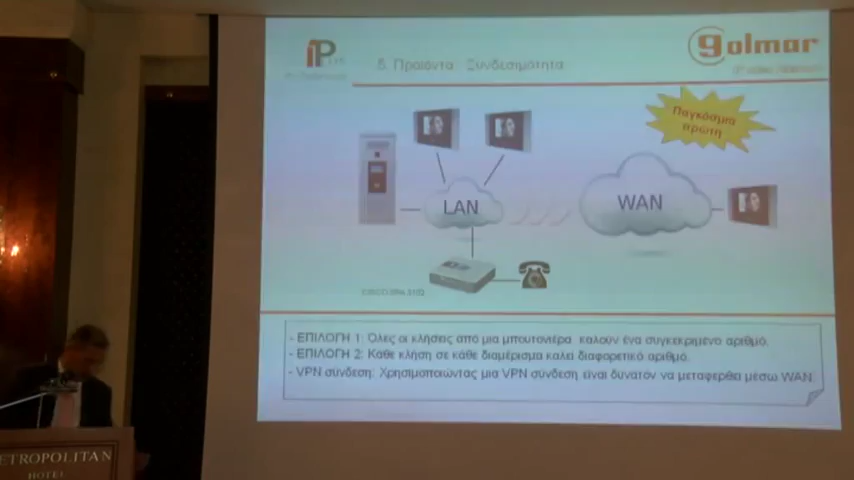 iP
golmar
5. Προϊόντα: Συνδεσιμότητα
Παγκόσμια
πρώτη
LAN
WAN
- ΕΠΙΛΟΓΗ 1: Όλες οι κλήσεις από μια μπουτονιέρα καλούν ένα συγκεκριμένο αριθμό.
- ΕΠΙΛΟΓΗ 2: Κάθε κλήση σε κάθε διαμέρισμα καλεί διαφορετικό αριθμό.
- VPN σύνδεση: Χρησιμοποιώντας μια VPN σύνδεση είναι δυνατόν να μεταφερθεί μέσω WAN.
ETROPOLITAN
HOTEL